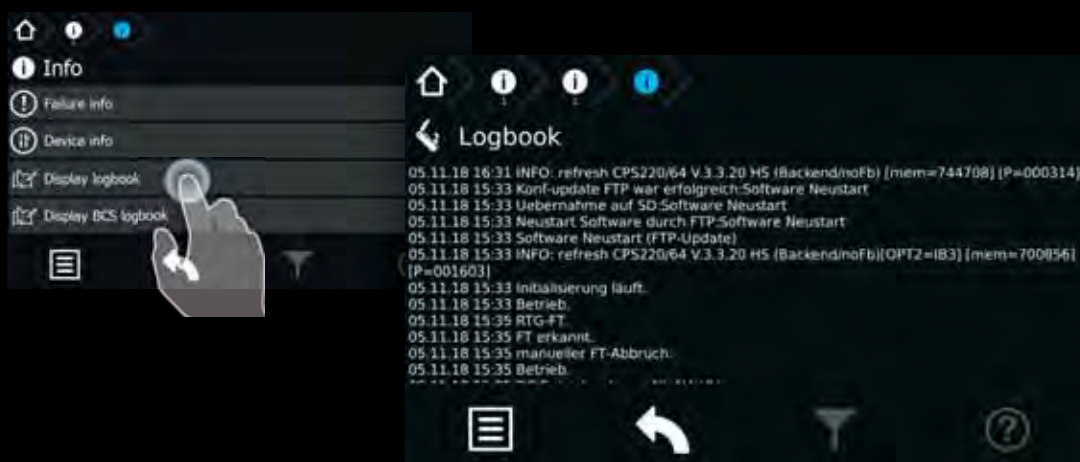 Info
Failure info
Device info
Display logbook
Display BCS logbook
Logbook
05.11.18 16:31 INFO: refresh CPS220/64 V.3.3.20 HS (Backend/noFb) [mem=744708] [P=000314]
05.11.18 15:33 Konf-update FTP war erfolgreich:Software Neustart
05.11.18 15:33 Uebernahme auf SD:Software Neustart
05.11.18 15:33 Neustart Software durch FTP:Software Neustart
05.11.18 15:33 Software Neustart (FTP-Update)
05.11.18 15:33 INFO: refresh CPS220/64 V.3.3.20 HS (Backend/noFb)[OPT2=IB3] [mem=700856]
[P=001603]
05.11.18 15:33 Initialisierung läuft.
05.11.18 15:33 Betrieb.
05.11.18 15:35 RTG-FT.
05.11.18 15:35 FT erkannt.
05.11.18 15:35 manueller FT-Abbruch.
05.11.18 15:35 Betrieb.